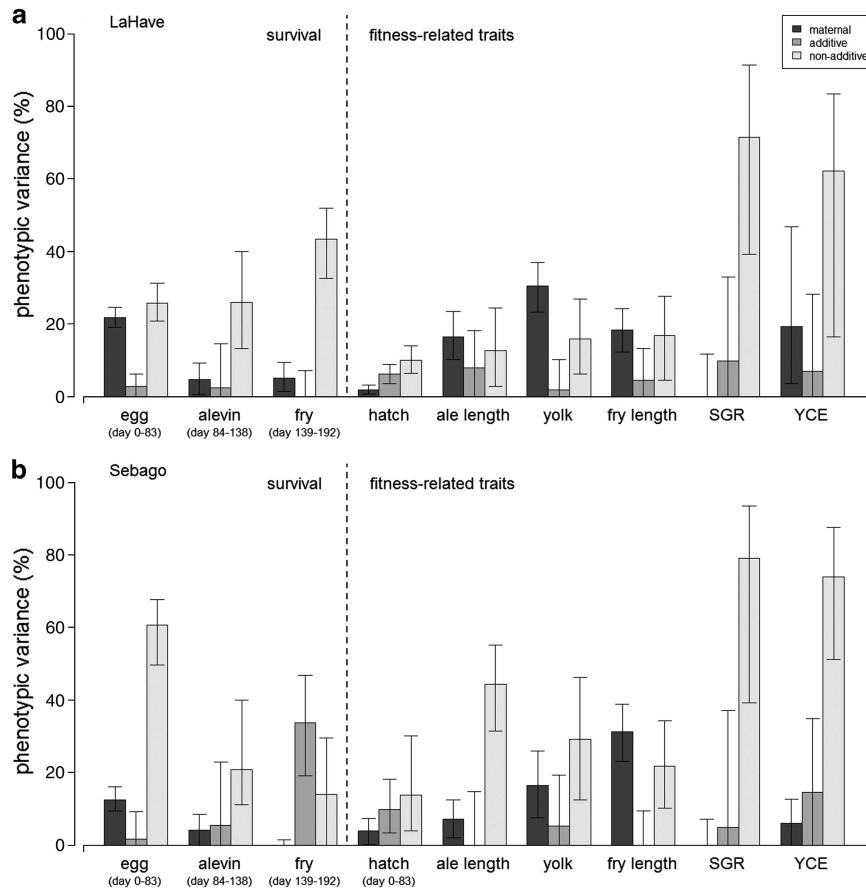 a
LaHave
survival
fitness-related traits
maternal
additive
non-additive
phenotypic variance (%)
100
80
60
40
20
0
egg
alevin
fry
hatch
ale length
yolk
fry length
SGR
YCE
(day 0-83)
(day 84-138)
(day 139-192)
b
Sebago
survival
fitness-related traits
phenotypic variance (%)
100
80
60
40
20
0
egg
alevin
fry
hatch
ale length
yolk
fry length
SGR
YCE
(day 0-83)
(day 84-138)
(day 139-192)
(day 0-83)